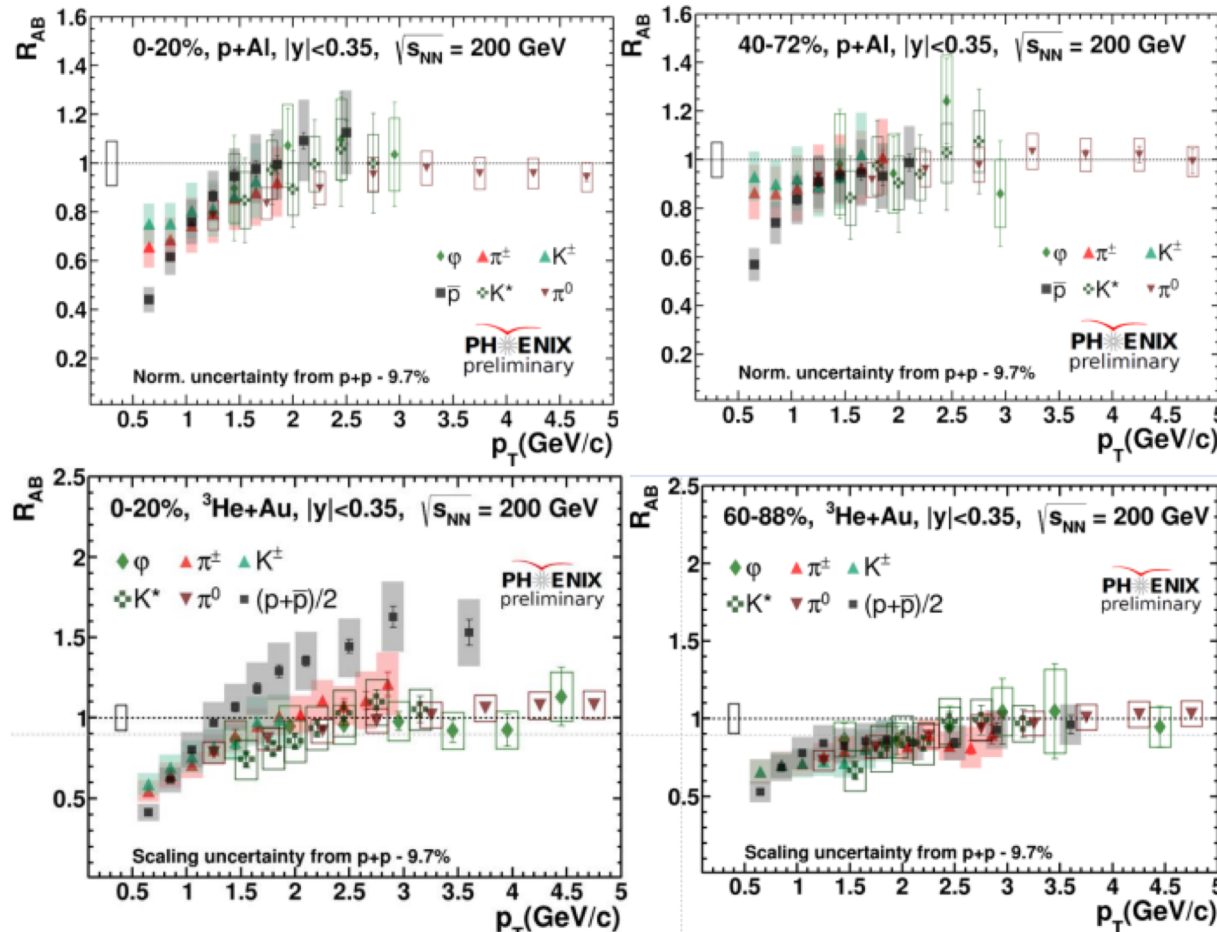 0-20%, p+Al, |y|<0.35, √s_NN = 200 GeV
R_AB
1.6
1.4
1.2
1
0.8
0.6
0.4
0.2
φ π± K±
p̅ K* π⁰
PHENIX
preliminary
Norm. uncertainty from p+p - 9.7%
0.5 1 1.5 2 2.5 3 3.5 4 4.5 5
p_T(GeV/c)
40-72%, p+Al, |y|<0.35, √s_NN = 200 GeV
R_AB
1.6
1.4
1.2
1
0.8
0.6
0.4
0.2
φ π± K±
p̅ K* π⁰
PHENIX
preliminary
Norm. uncertainty from p+p - 9.7%
0.5 1 1.5 2 2.5 3 3.5 4 4.5 5
p_T(GeV/c)
0-20%, ³He+Au, |y|<0.35, √s_NN = 200 GeV
R_AB
2.5
2
1.5
1
0.5
φ π± K±
K* π⁰ (p+p̅)/2
PHENIX
preliminary
Scaling uncertainty from p+p - 9.7%
0.5 1 1.5 2 2.5 3 3.5 4 4.5 5
p_T(GeV/c)
60-88%, ³He+Au, |y|<0.35, √s_NN = 200 GeV
R_AB
2.5
2
1.5
1
0.5
φ π± K±
K* π⁰ (p+p̅)/2
PHENIX
preliminary
Scaling uncertainty from p+p - 9.7%
0.5 1 1.5 2 2.5 3 3.5 4 4.5 5
p_T(GeV/c)